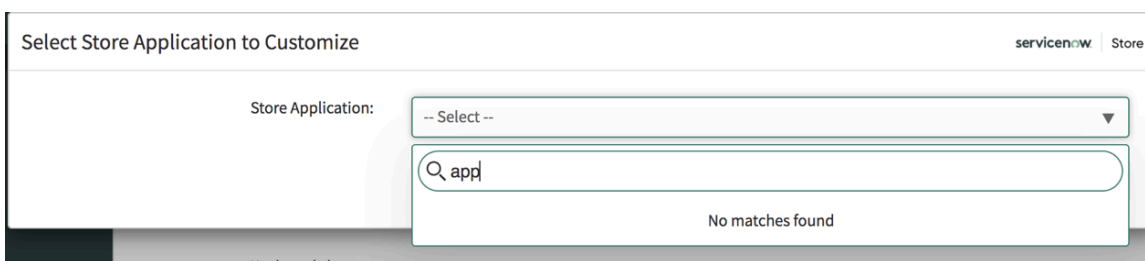 Select Store Application to Customize
servicenow Store
Store Application:
-- Select --
app
No matches found